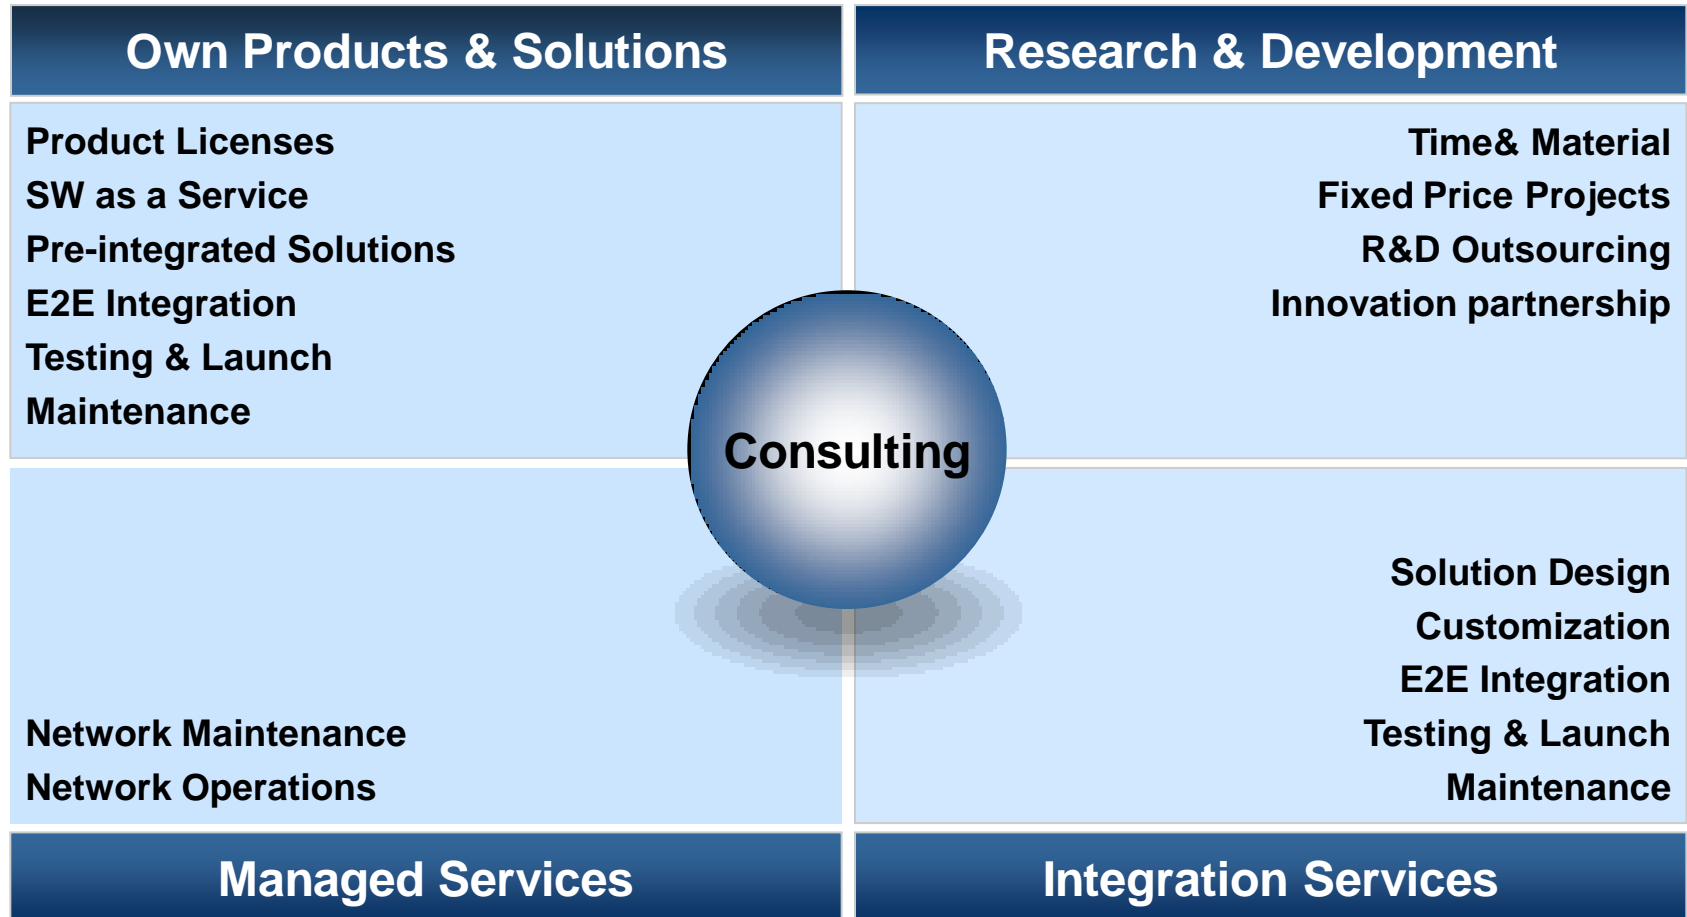 Own Products & Solutions
Product Licenses
SW as a Service
Pre-integrated Solutions
E2E Integration
Testing & Launch
Maintenance
Research & Development
Time& Material
Fixed Price Projects
R&D Outsourcing
Innovation partnership
Consulting
Network Maintenance
Network Operations
Managed Services
Solution Design
Customization
E2E Integration
Testing & Launch
Maintenance
Integration Services